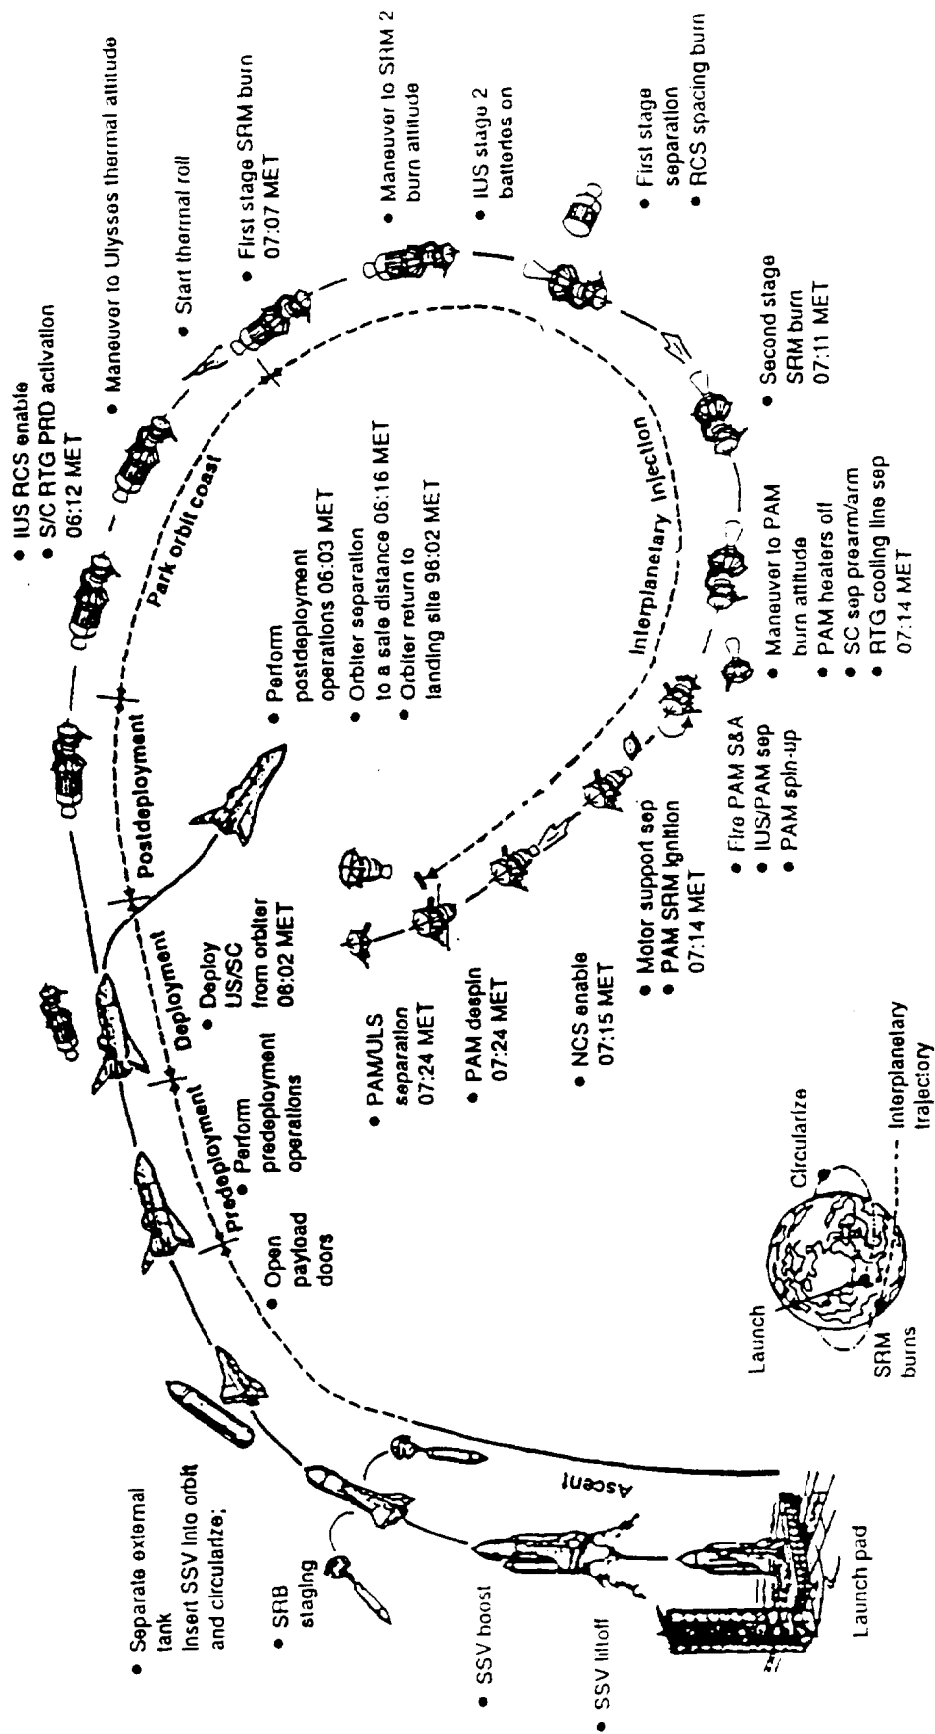 • Separate external
tank
Insert SSV into orbit
and circularize;
• SRB
staging
• SSV boost
• SSV liftoff
Ascent
Launch pad
• Open
payload
doors
Predeployment
• Perform
predeployment
operations
Deployment
• Deploy
US/SC
from orbiter
06:02 MET
Postdeployment
• Perform
postdeployment
operations 06:03 MET
• Orbiter separation
to a safe distance 06:16 MET
• Orbiter return to
landing site 96:02 MET
• IUS RCS enable
• S/C RTG PRD activation
06:12 MET
Park orbit coast
• Maneuver to Ulysses thermal attitude
• Start thermal roll
• First stage SRM burn
07:07 MET
• Maneuver to SRM 2
burn attitude
• IUS stage 2
batteries on
• First stage
separation
• RCS spacing burn
• Second stage
SRM burn
07:11 MET
Interplanetary Injection
• Maneuver to PAM
burn attitude
• PAM heaters off
• SC sep prearm/arm
• RTG cooling line sep
07:14 MET
• Fire PAM S&A
• IUS/PAM sep
• PAM spin-up
• Motor support sep
• PAM SRM ignition
07:14 MET
• NCS enable
07:15 MET
• PAM despin
07:24 MET
• PAM/ULS
separation
07:24 MET
Launch
Circularize
SRM
burns
Interplanetary
trajectory